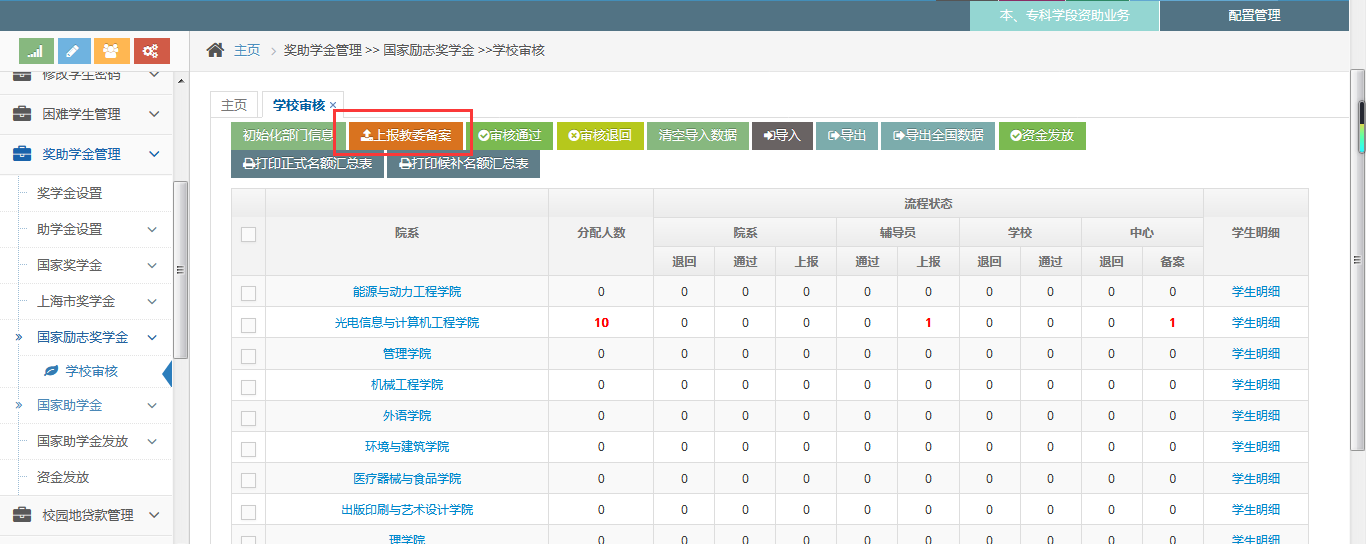 本、专科学段资助业务
配置管理
主页 奖助学金管理 >> 国家励志奖学金 >>学校审核
修改学生密码
困难学生管理
奖助学金管理
奖学金设置
助学金设置
国家奖学金
上海市奖学金
国家励志奖学金
学校审核
国家助学金
国家助学金发放
资金发放
校园地贷款管理
主页 学校审核 ×
初始化部门信息 上报教委备案 审核通过 审核退回 清空导入数据 导入 导出 导出全国数据 资金发放
打印正式名额汇总表 打印候补名额汇总表
院系 分配人数 流程状态 学生明细
院系 辅导员 学校 中心
退回 通过 上报 通过 上报 退回 通过 退回 备案
能源与动力工程学院 0 0 0 0 0 0 0 0 0 0 学生明细
光电信息与计算机工程学院 10 0 0 0 0 1 0 0 0 1 学生明细
管理学院 0 0 0 0 0 0 0 0 0 0 学生明细
机械工程学院 0 0 0 0 0 0 0 0 0 0 学生明细
外语学院 0 0 0 0 0 0 0 0 0 0 学生明细
环境与建筑学院 0 0 0 0 0 0 0 0 0 0 学生明细
医疗器械与食品学院 0 0 0 0 0 0 0 0 0 0 学生明细
出版印刷与艺术设计学院 0 0 0 0 0 0 0 0 0 0 学生明细
理学院 0 0 0 0 0 0 0 0 0 0 学生明细